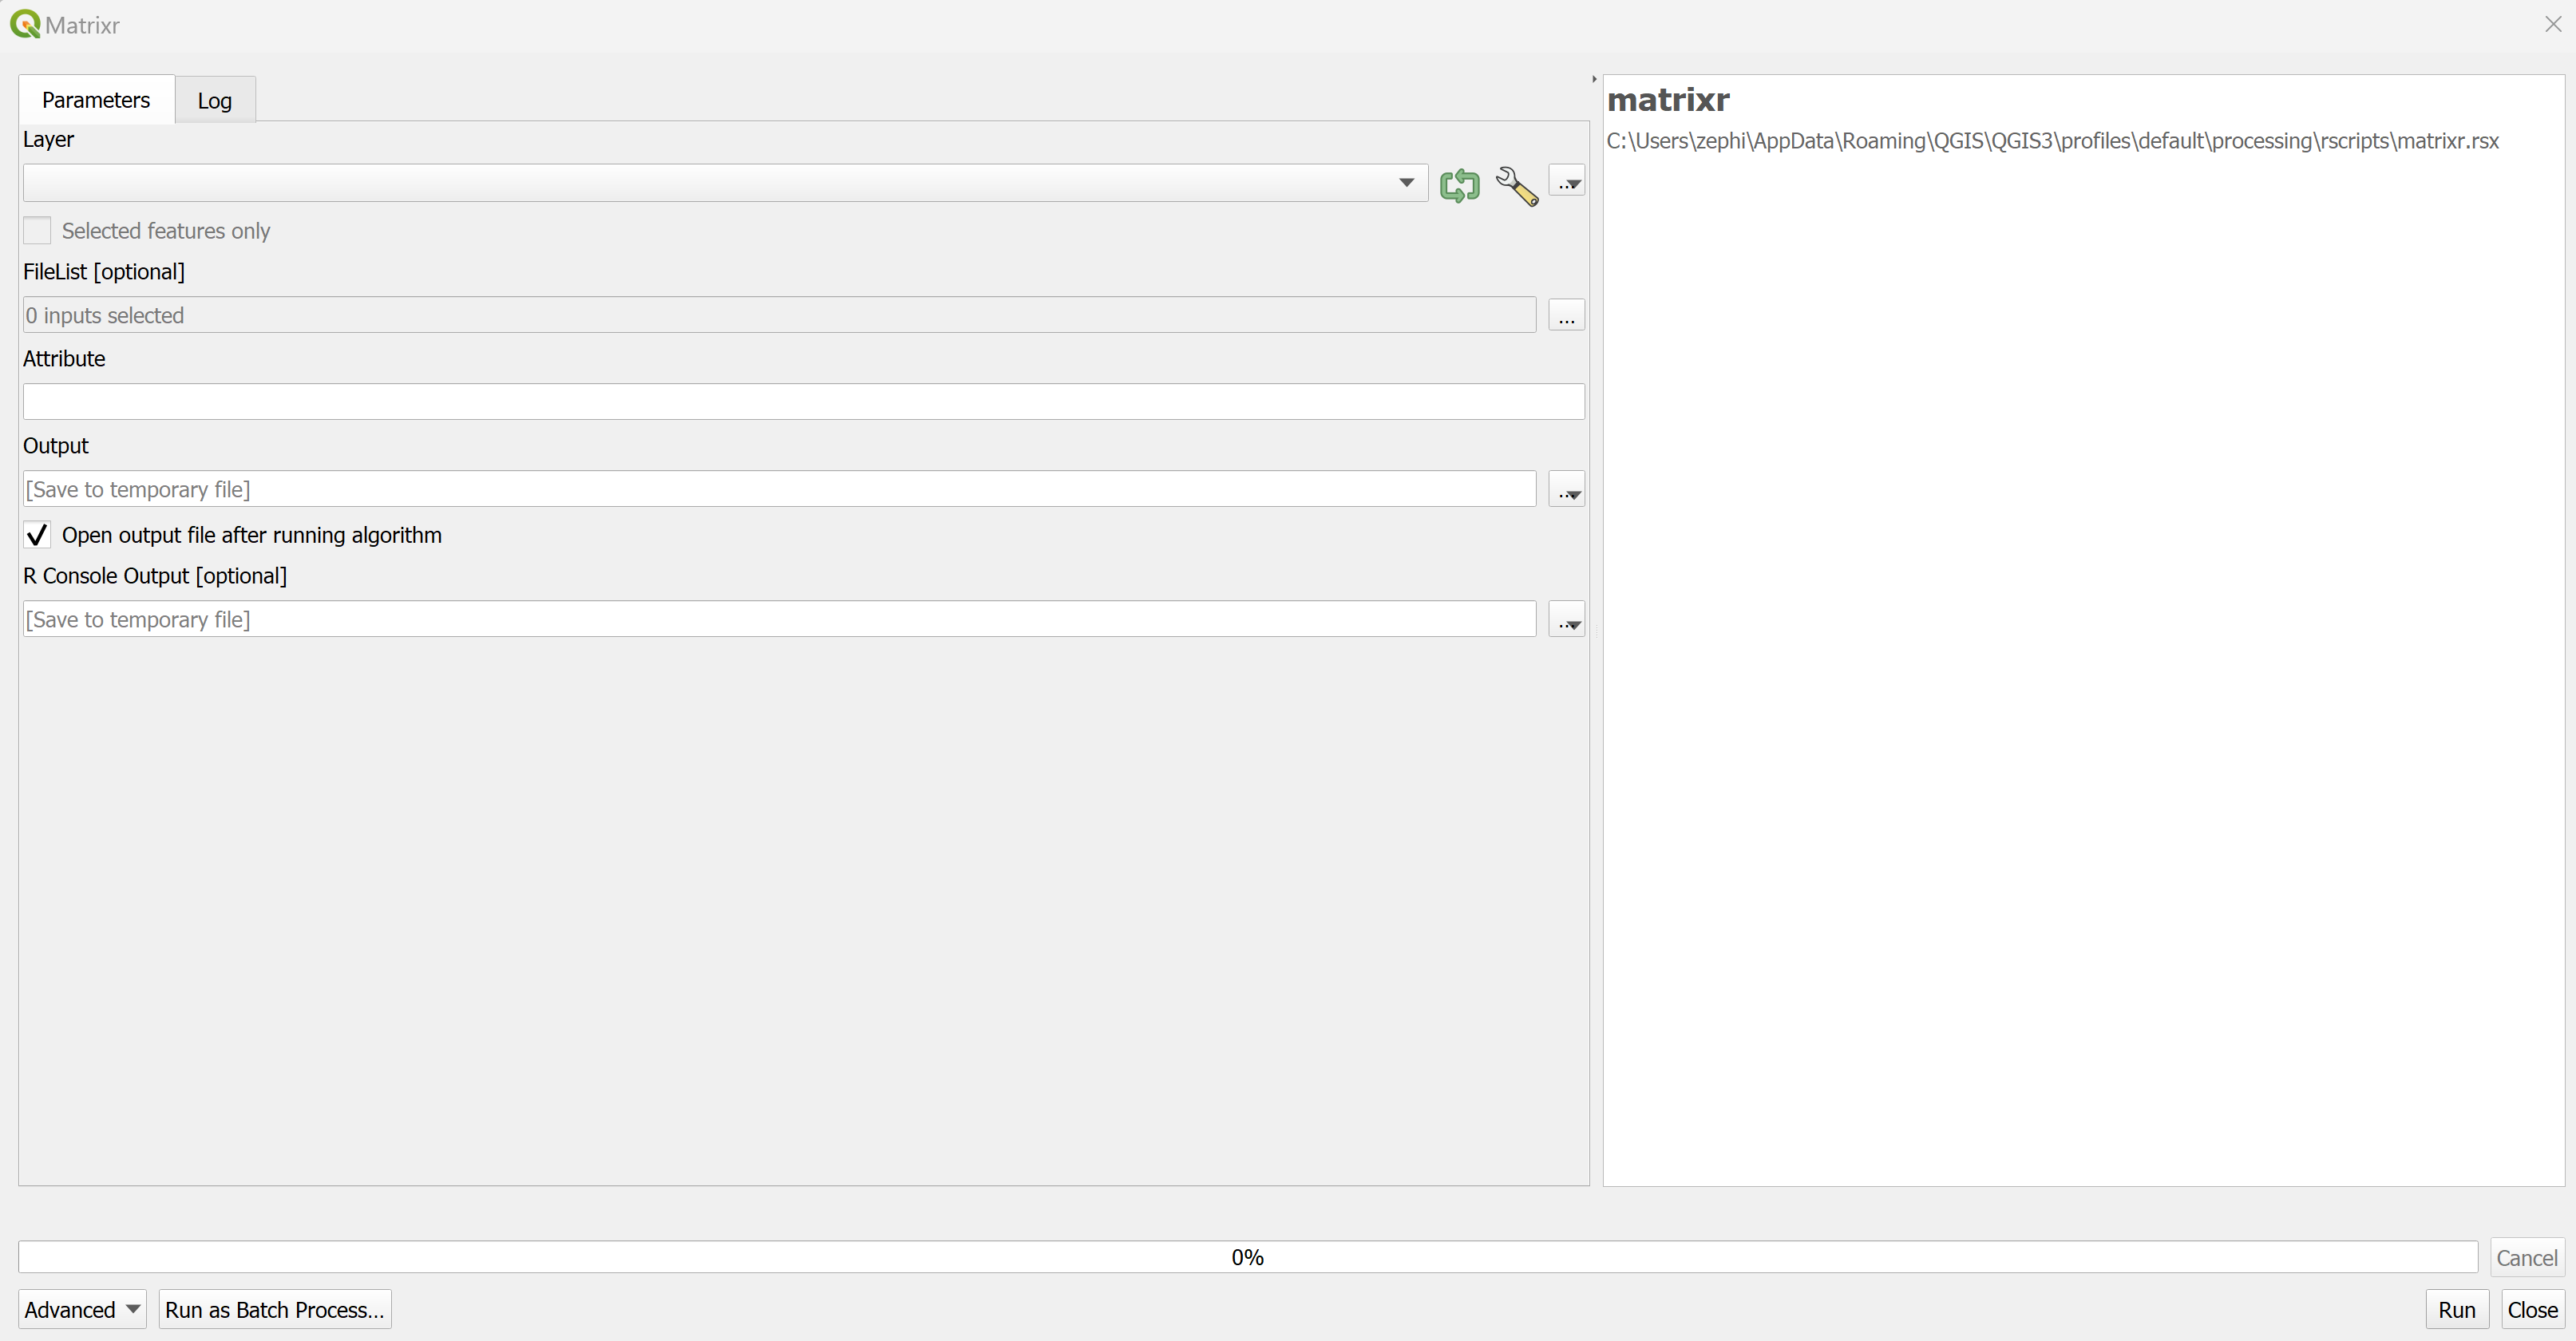 Matrixr
Parameters
Log
Layer
...
Selected features only
FileList [optional]
0 inputs selected
...
Attribute
Output
[Save to temporary file]
...
Open output file after running algorithm
R Console Output [optional]
[Save to temporary file]
...
matrixr
C:\Users\zephi\AppData\Roaming\QGIS\QGIS3\profiles\default\processing\rscripts\matrixr.rsx
0%
Cancel
Advanced
Run as Batch Process...
Run
Close